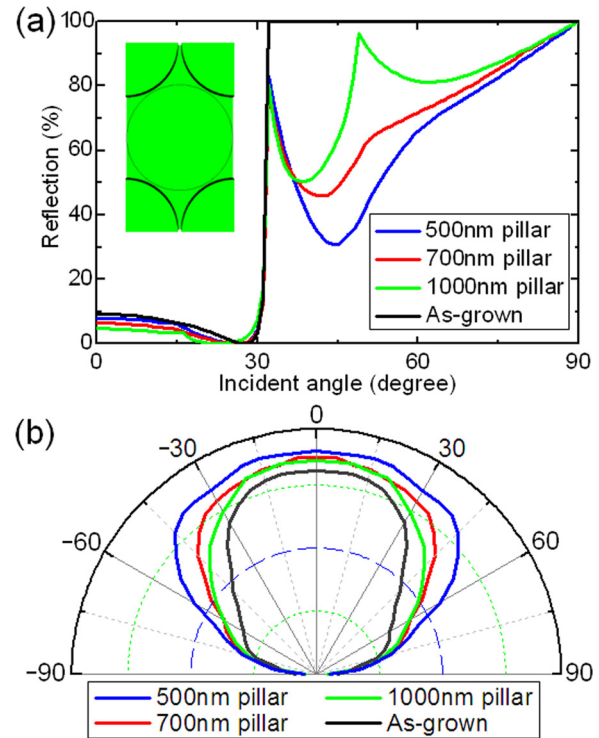 (a)
Reflection (%)
100
80
60
40
20
0
500nm pillar
700nm pillar
1000nm pillar
As-grown
0 30 60 90
Incident angle (degree)
(b)
0
−30 30
−60 60
−90 90
500nm pillar 1000nm pillar
700nm pillar As-grown